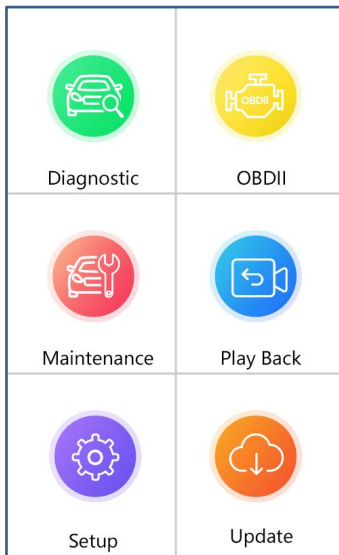 Diagnostic
OBDII
OBDII
Maintenance
Play Back
Setup
Update